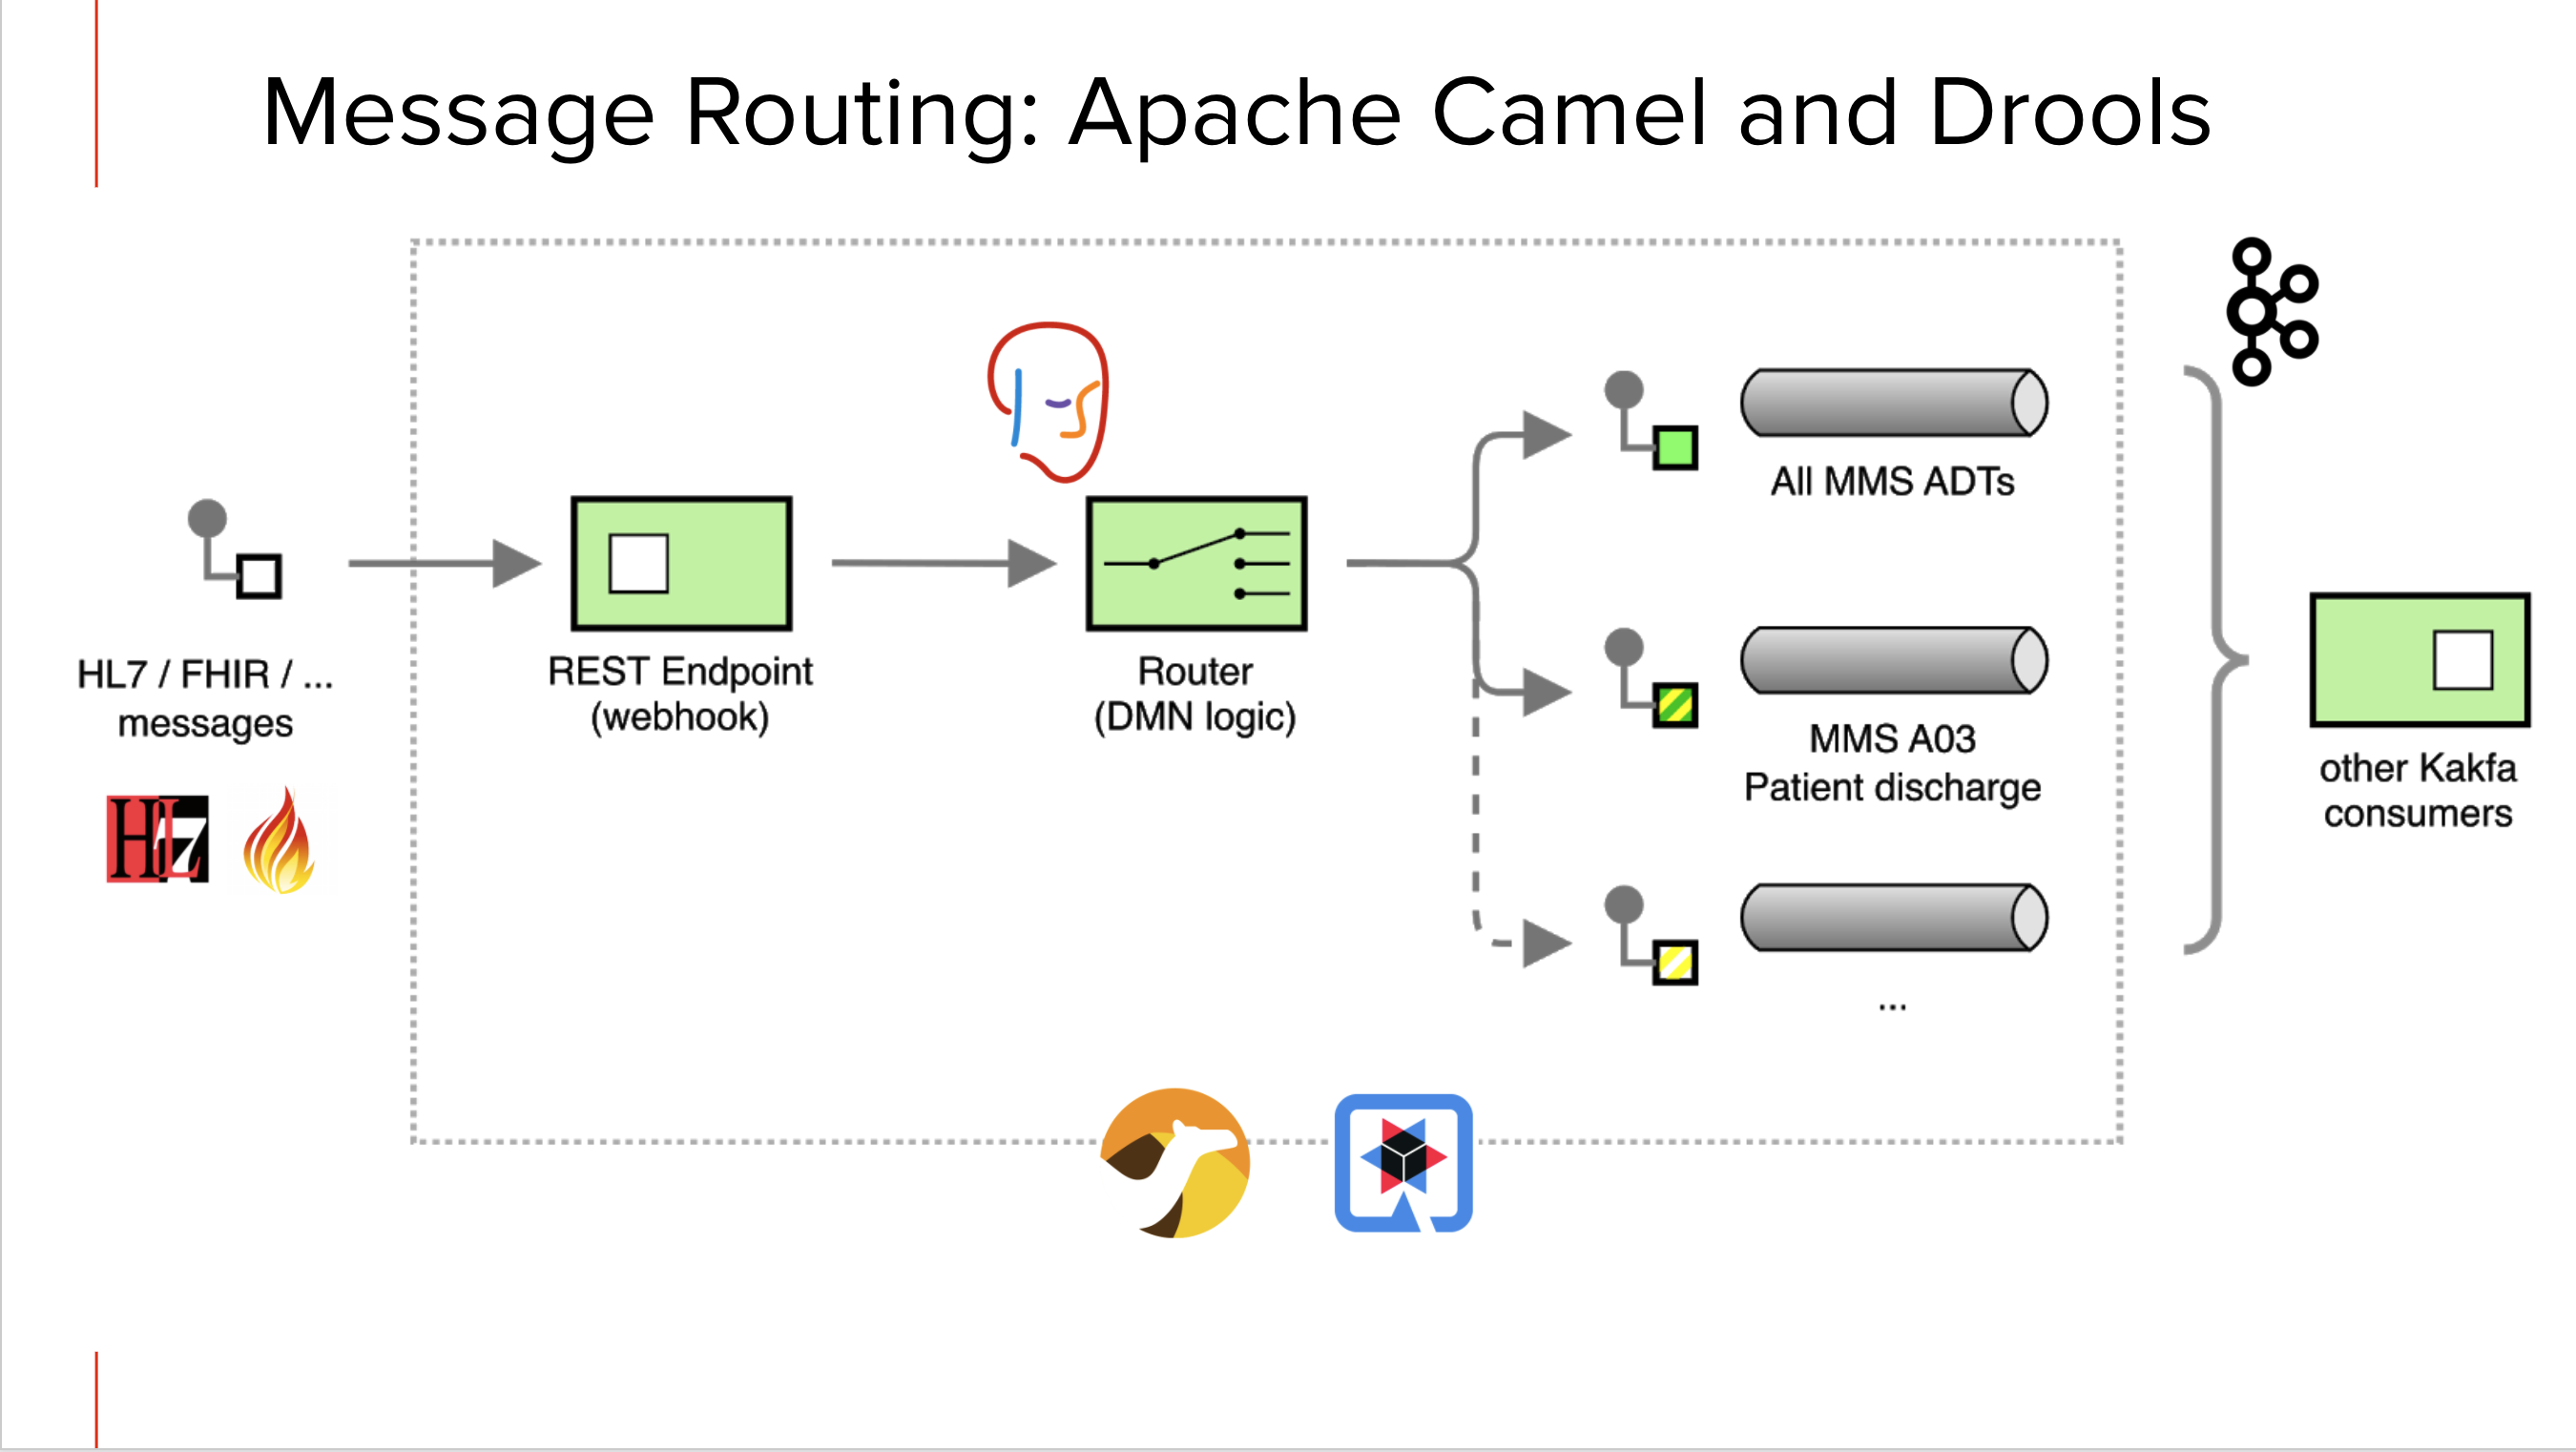 Message Routing: Apache Camel and Drools
HL7 / FHIR / ...
messages
HL7
REST Endpoint
(webhook)
Router
(DMN logic)
All MMS ADTs
MMS A03
Patient discharge
...
other Kakfa
consumers